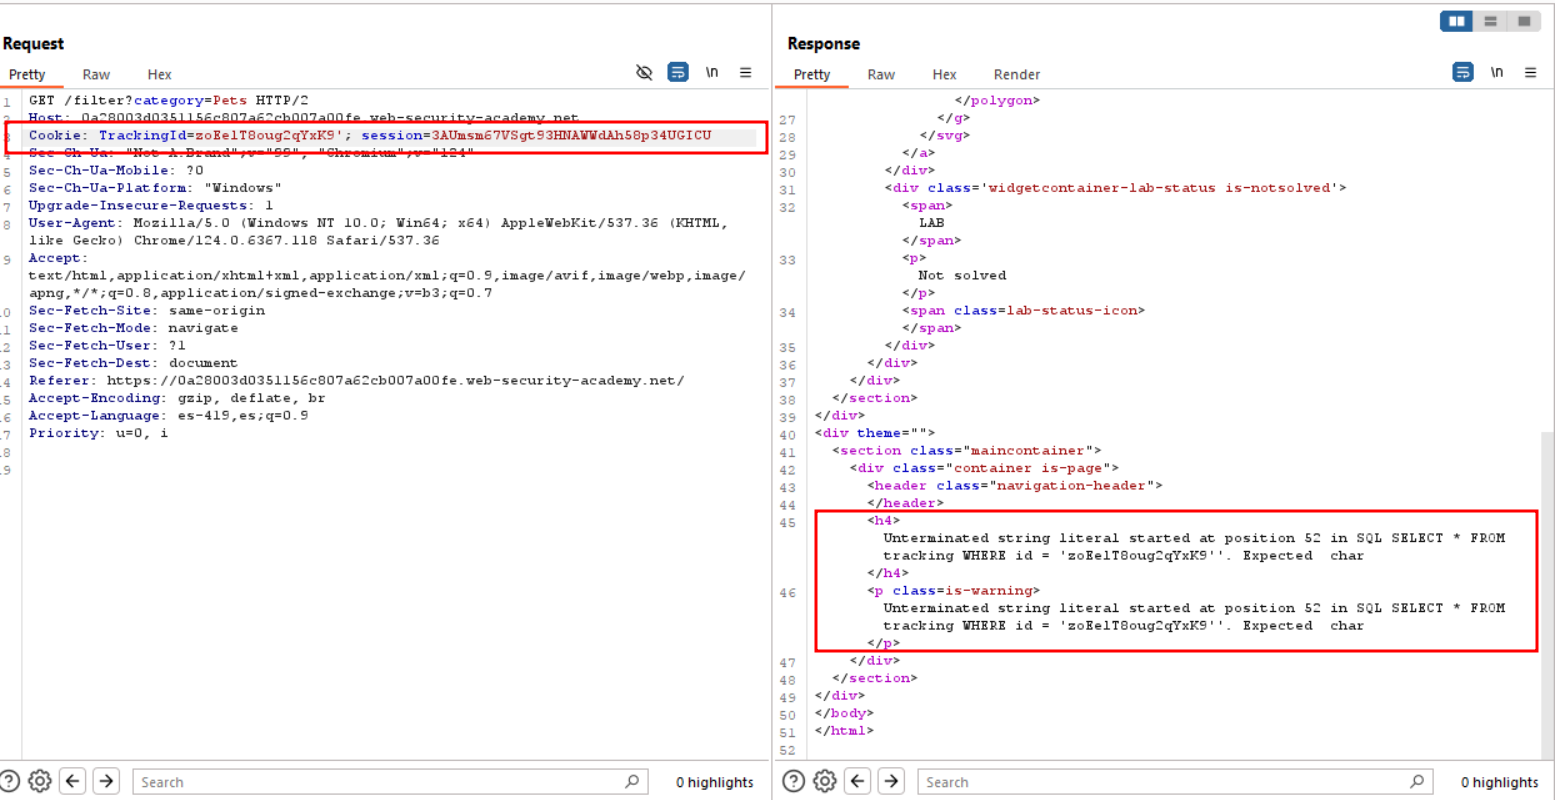 Request
Pretty Raw Hex \n
1 GET /filter?category=Pets HTTP/2
Host: 0a28003d0351156c807a62cb007a00fe.web-security-academy.net
3 Cookie: TrackingId=zoEelT8oug2qYxK9'; session=3AUmsm67VSgt93HNAWWdAh58p34UGICU
4 Sec-Ch-Ua: "Not-A.Brand";v="99", "Chromium";v="124"
5 Sec-Ch-Ua-Mobile: ?0
6 Sec-Ch-Ua-Platform: "Windows"
7 Upgrade-Insecure-Requests: 1
8 User-Agent: Mozilla/5.0 (Windows NT 10.0; Win64; x64) AppleWebKit/537.36 (KHTML,
like Gecko) Chrome/124.0.6367.118 Safari/537.36
9 Accept:
text/html,application/xhtml+xml,application/xml;q=0.9,image/avif,image/webp,image/
apng,*/*;q=0.8,application/signed-exchange;v=b3;q=0.7
0 Sec-Fetch-Site: same-origin
1 Sec-Fetch-Mode: navigate
2 Sec-Fetch-User: ?1
3 Sec-Fetch-Dest: document
4 Referer: https://0a28003d0351156c807a62cb007a00fe.web-security-academy.net/
5 Accept-Encoding: gzip, deflate, br
6 Accept-Language: es-419,es;q=0.9
7 Priority: u=0, i
8
9
Search 0 highlights
Response
Pretty Raw Hex Render \n
</polygon>
27 </g>
28 </svg>
29 </a>
30 </div>
31 <div class='widgetcontainer-lab-status is-notsolved'>
32 <span>
LAB
</span>
33 <p>
Not solved
</p>
34 <span class=lab-status-icon>
</span>
35 </div>
36 </div>
37 </div>
38 </section>
39 </div>
40 <div theme="">
41 <section class="maincontainer">
42 <div class="container is-page">
43 <header class="navigation-header">
44 </header>
45 <h4>
Unterminated string literal started at position 52 in SQL SELECT * FROM
tracking WHERE id = 'zoEelT8oug2qYxK9''. Expected  char
</h4>
46 <p class=is-warning>
Unterminated string literal started at position 52 in SQL SELECT * FROM
tracking WHERE id = 'zoEelT8oug2qYxK9''. Expected  char
</p>
47 </div>
48 </section>
49 </div>
50 </body>
51 </html>
52
Search 0 highlights